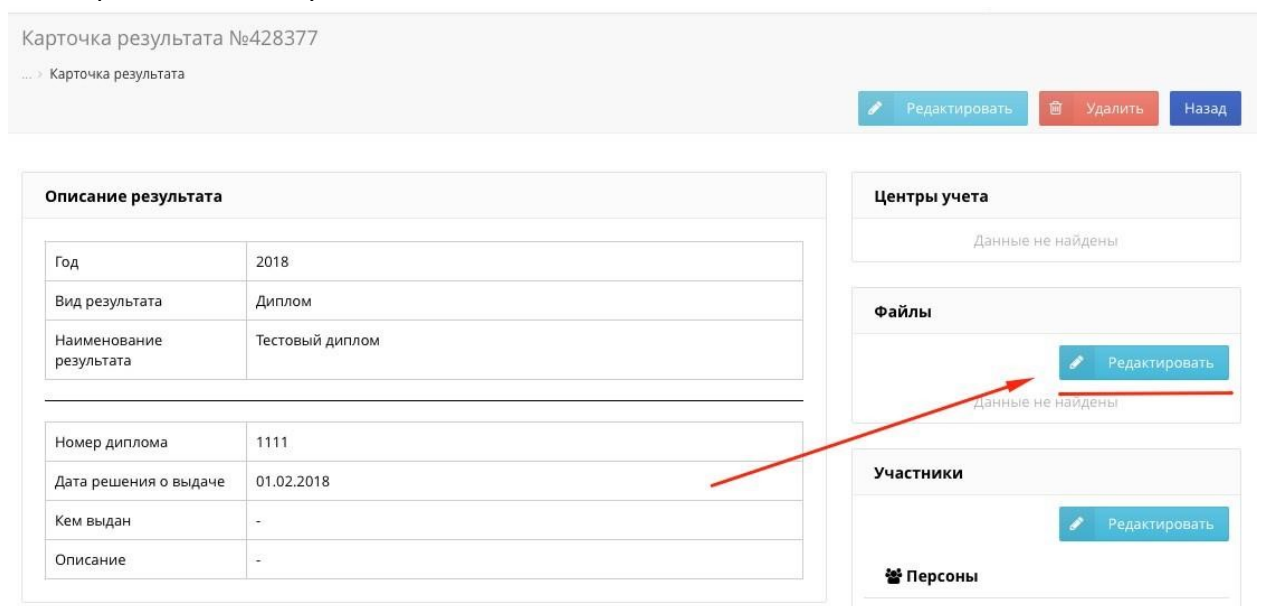 Карточка результата №428377
... › Карточка результата
Редактировать Удалить Назад
Описание результата
Год 2018
Вид результата Диплом
Наименование результата Тестовый диплом
Номер диплома 1111
Дата решения о выдаче 01.02.2018
Кем выдан -
Описание -
Центры учета
Данные не найдены
Файлы
Редактировать
Данные не найдены
Участники
Редактировать
Персоны